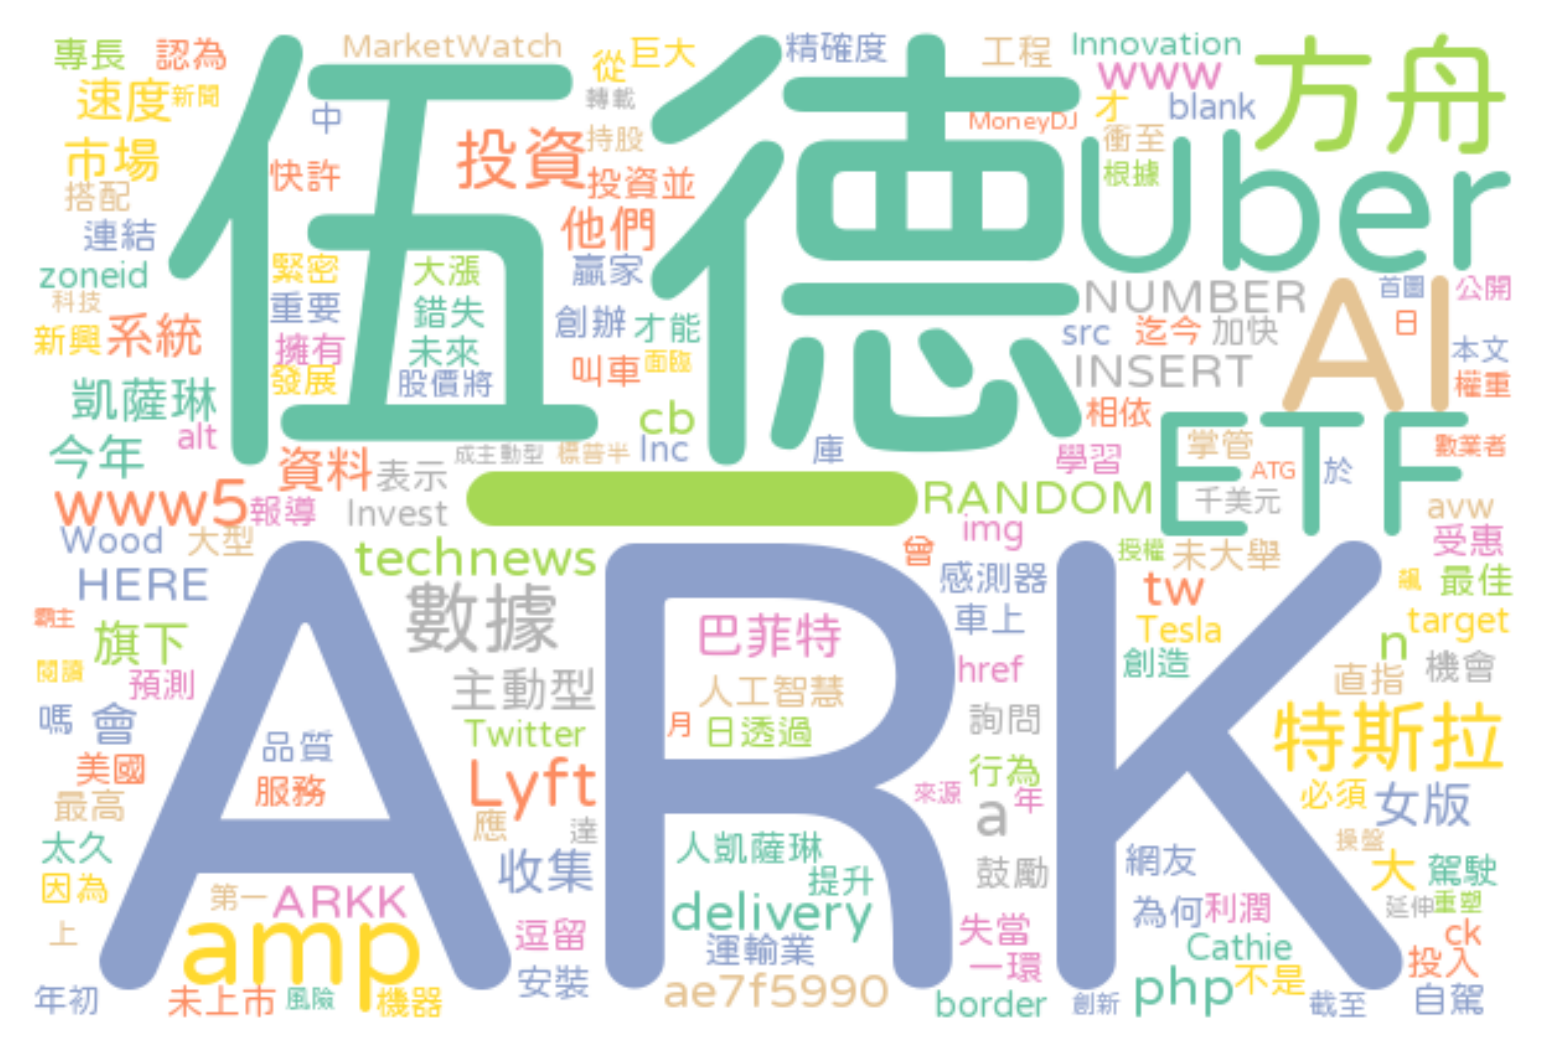 專長 認為 MarketWatch 從 巨大 精確度 工程 Innovation
速度 新聞 中 轉載 www 方舟
伍德 MoneyDJ 才 blank
市場 投資 持股 衝至 Uber
搭配 快許 投資並 根據
連結 他們
zoneid 緊密 大漲 贏家 NUMBER AI 首圖 公開
科技 重要 錯失 創辦 才能 src 迄今 加快 日
新興 系統 擁有 未來 叫車 面臨 INSERT 本文
發展 股價將 權重
凱薩琳 alt cb 相依 ETF
今年 成主動型 標普半 Inc 庫 學習 掌管 數業者
資料 表示 ATG 於
www5 報導 Invest 一 RANDOM 千美元 avw
Wood 大型 technews img 受惠
ARK 曾 授權 未大舉
HERE 數據 感測器 tw 飆 最佳
霸主 旗下 巴菲特 車上 Tesla n target
閱讀 預測 主動型 人工智慧 href 創造 直指 機會
嗎 會 品質 Twitter 月 日透過 詢問 特斯拉
美國 服務 Lyft 行為
最高 應 達 來源 a 年 必須 女版
太久 收集 人凱薩琳 鼓勵 網友 操盤 大 駕駛
因為 第一 ARKK 提升 為何 利潤 延伸 重塑
上 amp 逗留 delivery 失當 Cathie ck
運輸業 一環 不是 投入
年初 未上市 風險 機器 安裝 ae7f5990 border 創新 php 截至 自駕